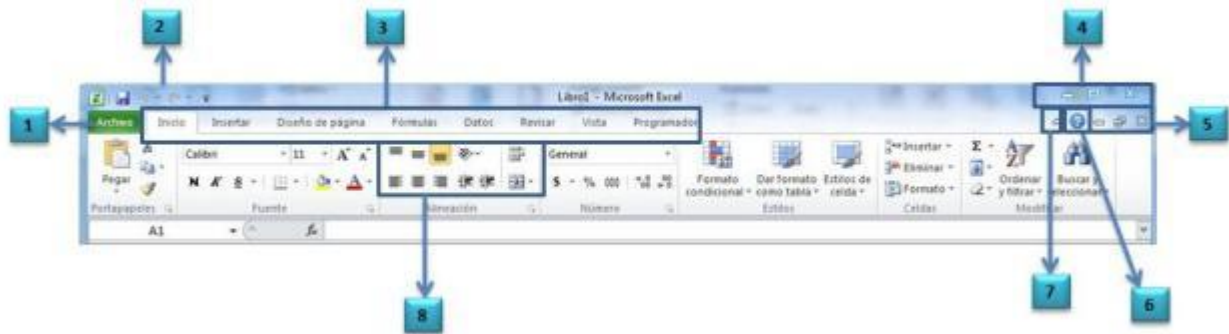 2
3
4
Libro1 - Microsoft Excel
1
Archivo Inicio Insertar Diseño de página Fórmulas Datos Revisar Vista Programador
5
Pegar
Calibri 11 A A
N K S A
General
$ % 000
Formato condicional
Dar formato como tabla
Estilos de celda
Insertar
Eliminar
Formato
Σ
Ordenar y filtrar
Buscar y seleccionar
Portapapeles Fuente Alineación Número Estilos Celdas Modificar
A1 fx
7
6
8